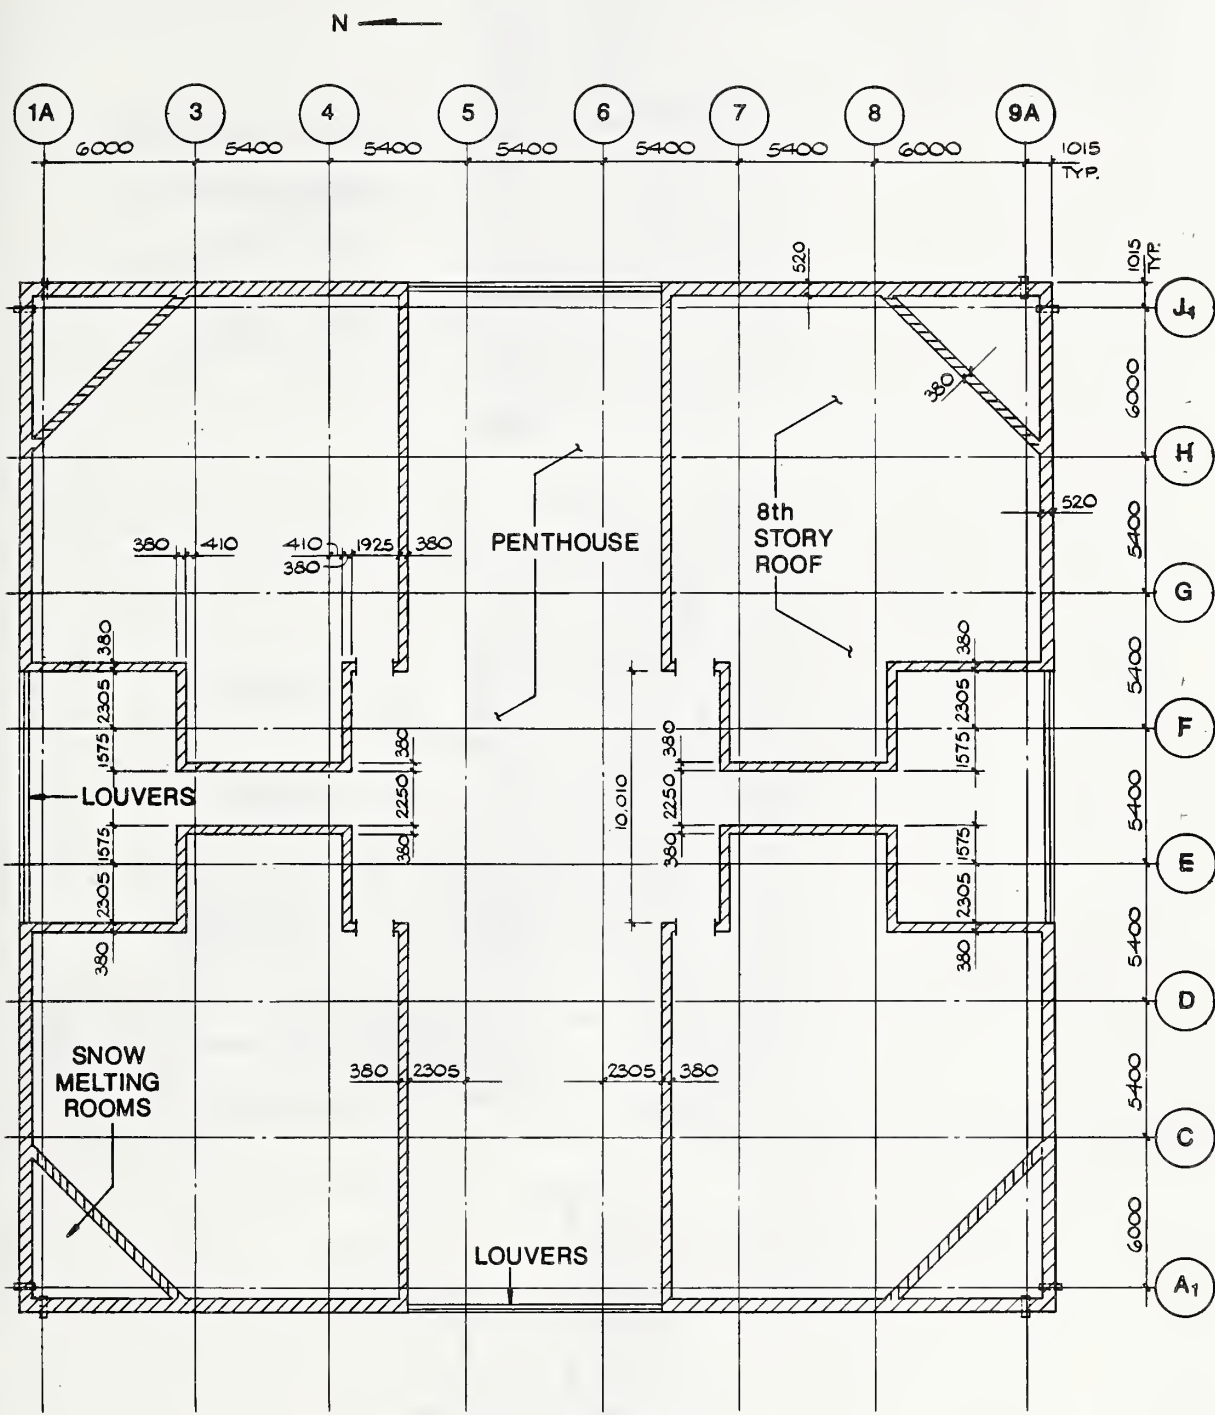 N
1A 3 4 5 6 7 8 9A
6000 5400 5400 5400 5400 5400 6000 1015
TYP.
1015
TYP.
520
J1
6000
380
H
520
5400
8th
STORY
ROOF
PENTHOUSE
380 410 410 1925 380
380
G
5400
380
380
2305
2305
F
1575
1575
380
380
5400
LOUVERS
2250
10,010
2250
1575
1575
380
380
E
2305
2305
380
380
5400
D
SNOW
MELTING
ROOMS
380 2305 2305 380
5400
C
6000
LOUVERS
A1